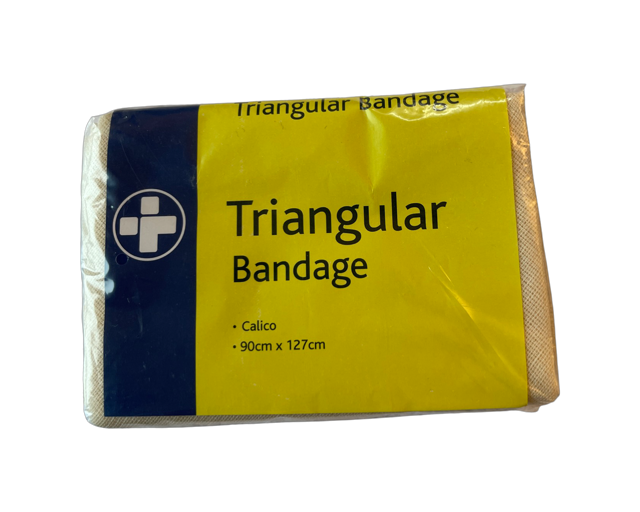 Triangular Bandage
Triangular
Bandage
• Calico
• 90cm x 127cm